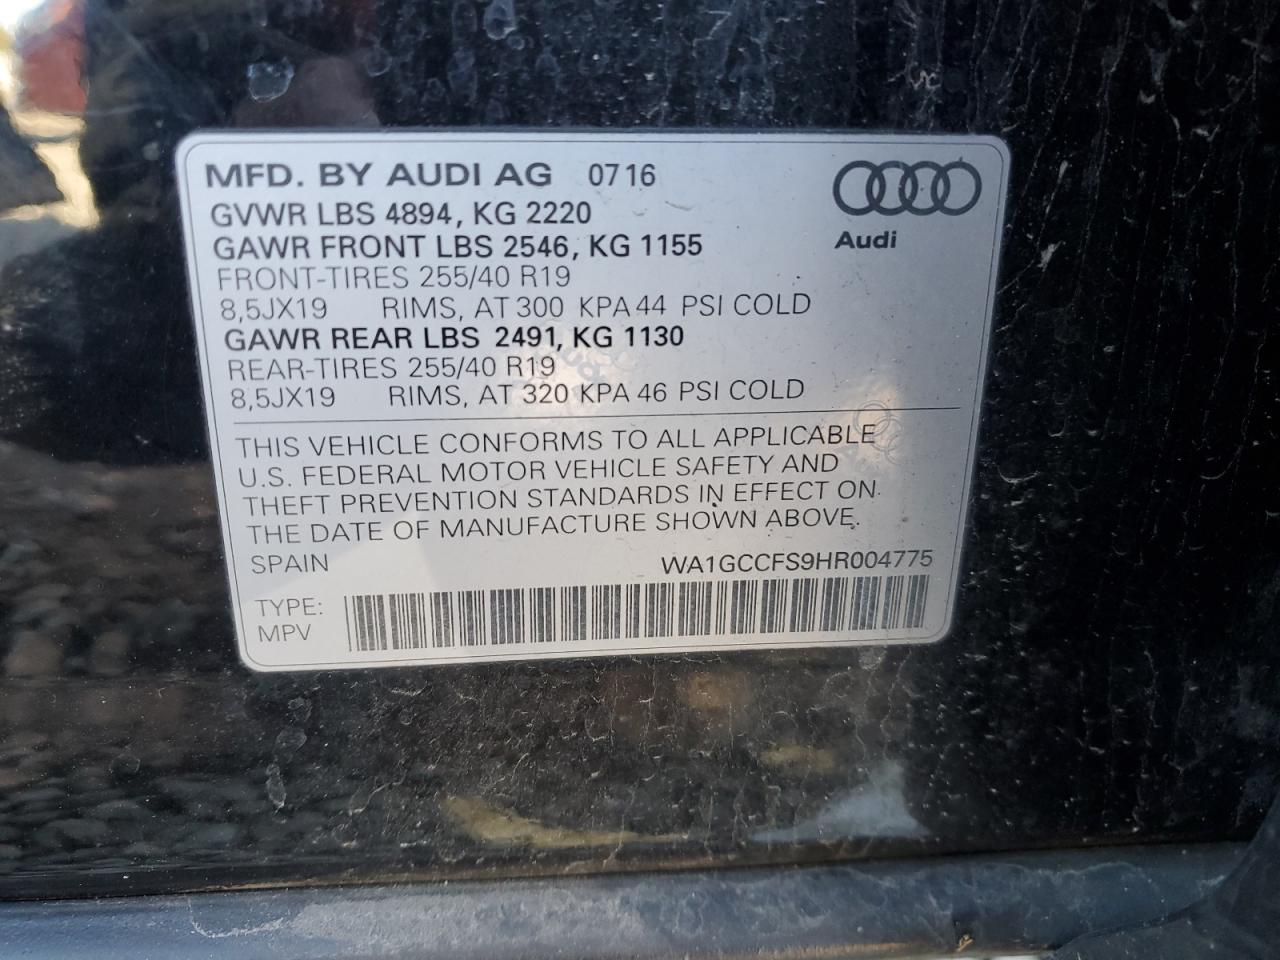 MFD. BY AUDI AG 0716
GVWR LBS 4894, KG 2220
GAWR FRONT LBS 2546, KG 1155
Audi
FRONT-TIRES 255/40 R19
8,5JX19 RIMS, AT 300 KPA 44 PSI COLD
GAWR REAR LBS 2491, KG 1130
REAR-TIRES 255/40 R19
8,5JX19 RIMS, AT 320 KPA 46 PSI COLD
THIS VEHICLE CONFORMS TO ALL APPLICABLE
U.S. FEDERAL MOTOR VEHICLE SAFETY AND
THEFT PREVENTION STANDARDS IN EFFECT ON
THE DATE OF MANUFACTURE SHOWN ABOVE.
SPAIN WA1GCCFS9HR004775
TYPE:
MPV